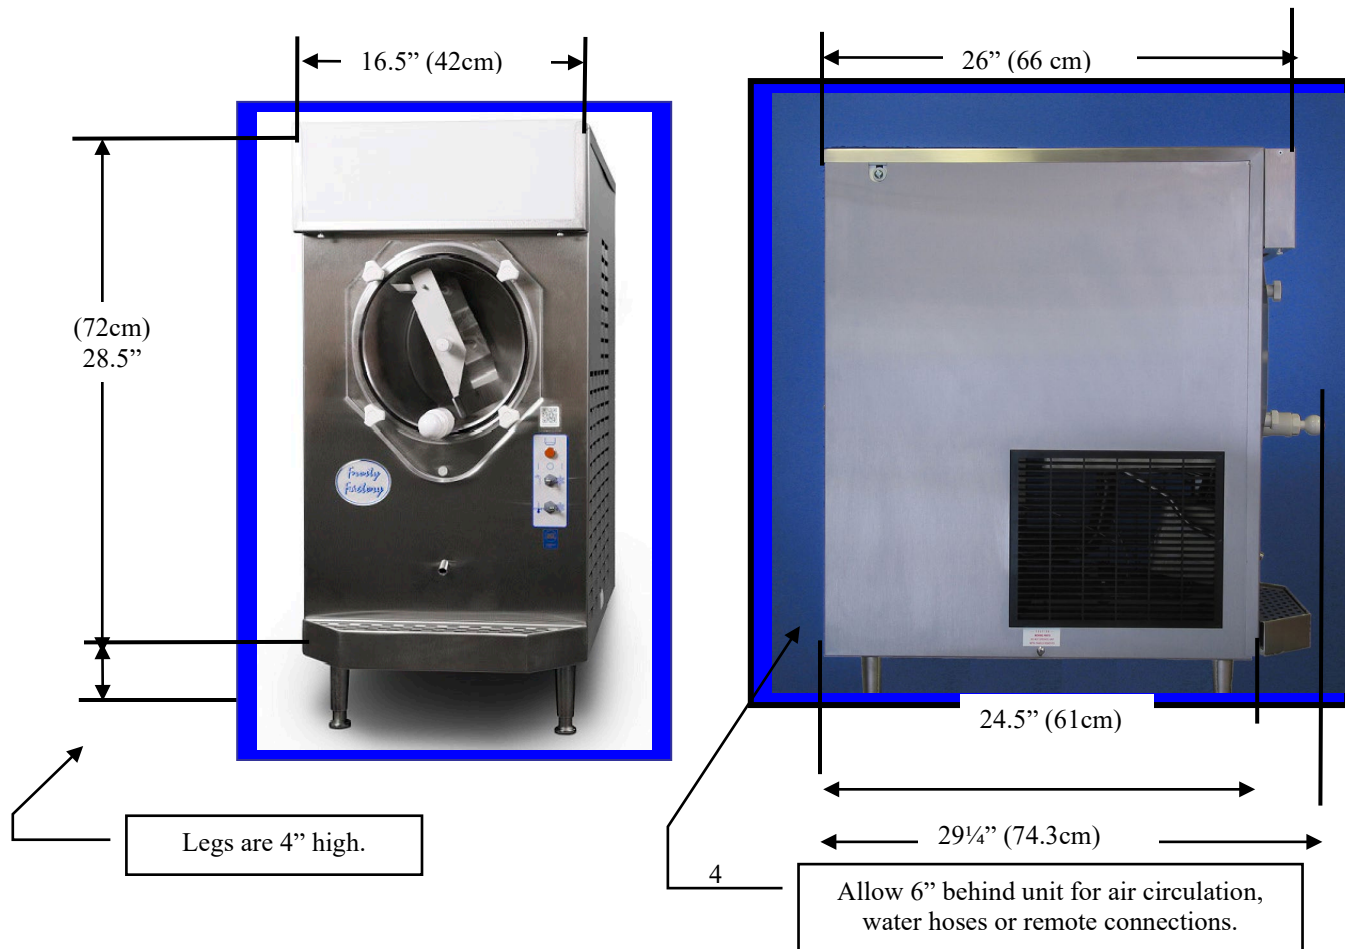 16.5” (42cm)
26” (66 cm)
(72cm)
28.5”
Frosty
Factory
24.5” (61cm)
Legs are 4” high.
29¼” (74.3cm)
4
Allow 6” behind unit for air circulation,
water hoses or remote connections.